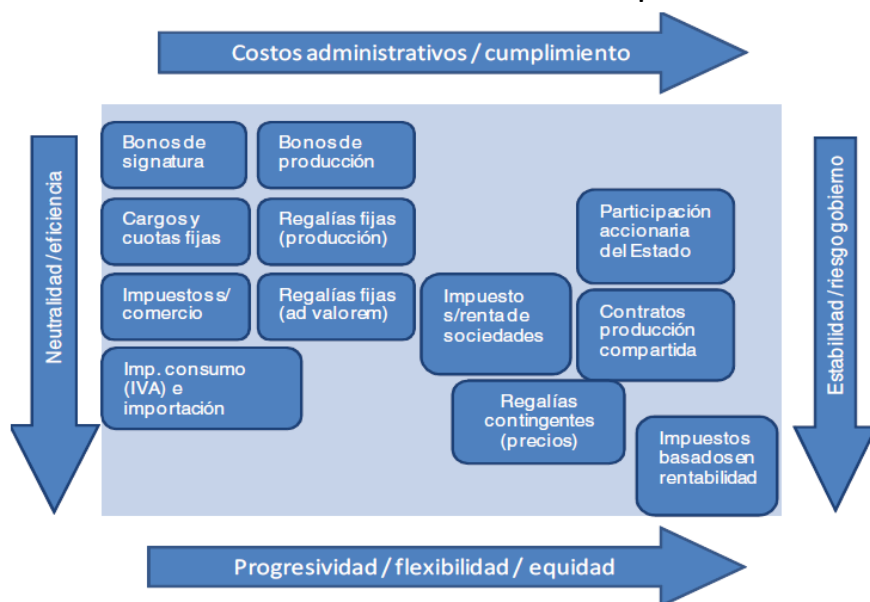 Costos administrativos / cumplimiento
Neutralidad / eficiencia
Bonos de
signatura
Bonos de
producción
Cargos y
cuotas fijas
Regalías fijas
(producción)
Impuestos s/
comercio
Regalías fijas
(ad valorem)
Imp. consumo
(IVA) e
importación
Impuesto
s/renta de
sociedades
Participación
accionaria
del Estado
Contratos
producción
compartida
Regalías
contingentes
(precios)
Impuestos
basados en
rentabilidad
Estabilidad / riesgo gobierno
Progresividad / flexibilidad / equidad